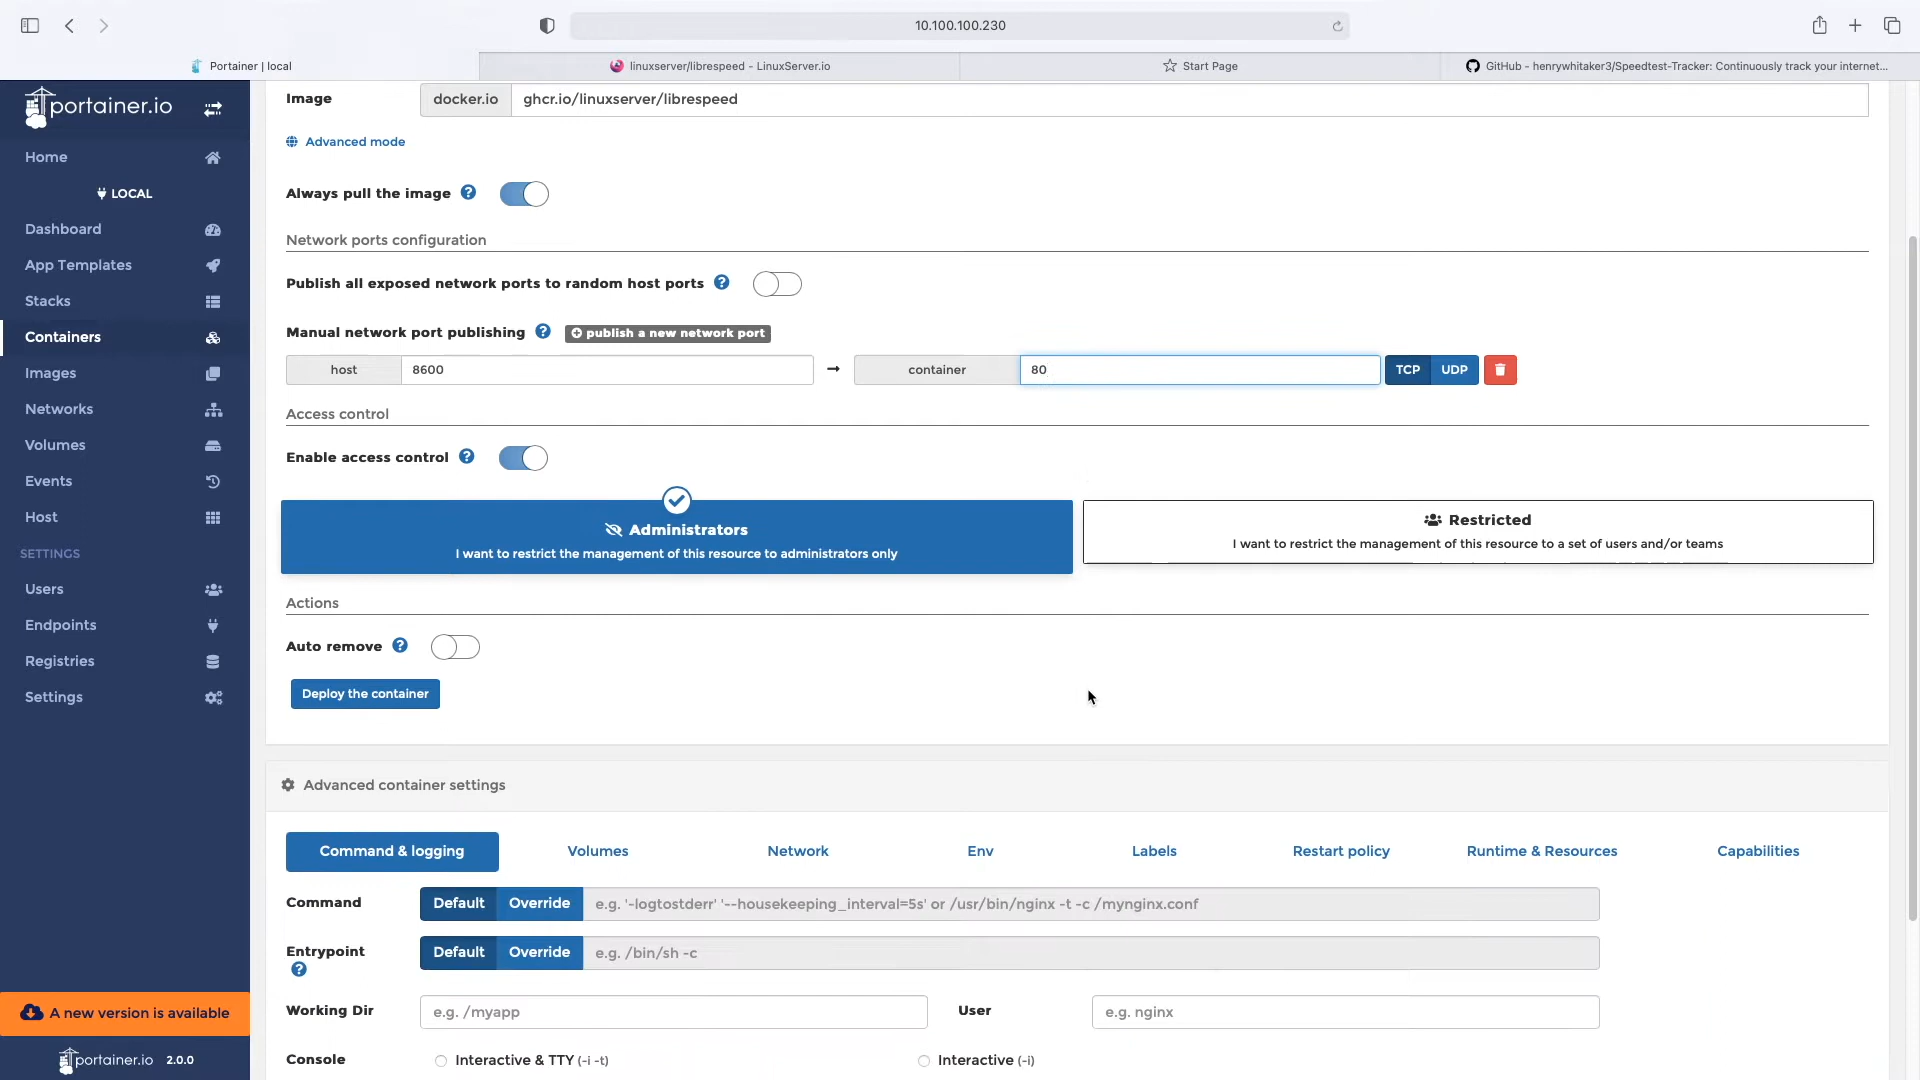 10.100.100.230
Portainer | local
linuxserver/librespeed - LinuxServer.io
Start Page
GitHub - henrywhitaker3/Speedtest-Tracker: Continuously track your internet...
portainer.io
Home
LOCAL
Dashboard
App Templates
Stacks
Containers
Images
Networks
Volumes
Events
Host
SETTINGS
Users
Endpoints
Registries
Settings
A new version is available
portainer.io 2.0.0
Image docker.io ghcr.io/linuxserver/librespeed
Advanced mode
Always pull the image
Network ports configuration
Publish all exposed network ports to random host ports
Manual network port publishing publish a new network port
host 8600 → container 80 TCP UDP
Access control
Enable access control
Administrators
I want to restrict the management of this resource to administrators only
Restricted
I want to restrict the management of this resource to a set of users and/or teams
Actions
Auto remove
Deploy the container
Advanced container settings
Command & logging Volumes Network Env Labels Restart policy Runtime & Resources Capabilities
Command Default Override e.g. '-logtostderr' '--housekeeping_interval=5s' or /usr/bin/nginx -t -c /mynginx.conf
Entrypoint Default Override e.g. /bin/sh -c
Working Dir e.g. /myapp User e.g. nginx
Console Interactive & TTY (-i -t) Interactive (-i)